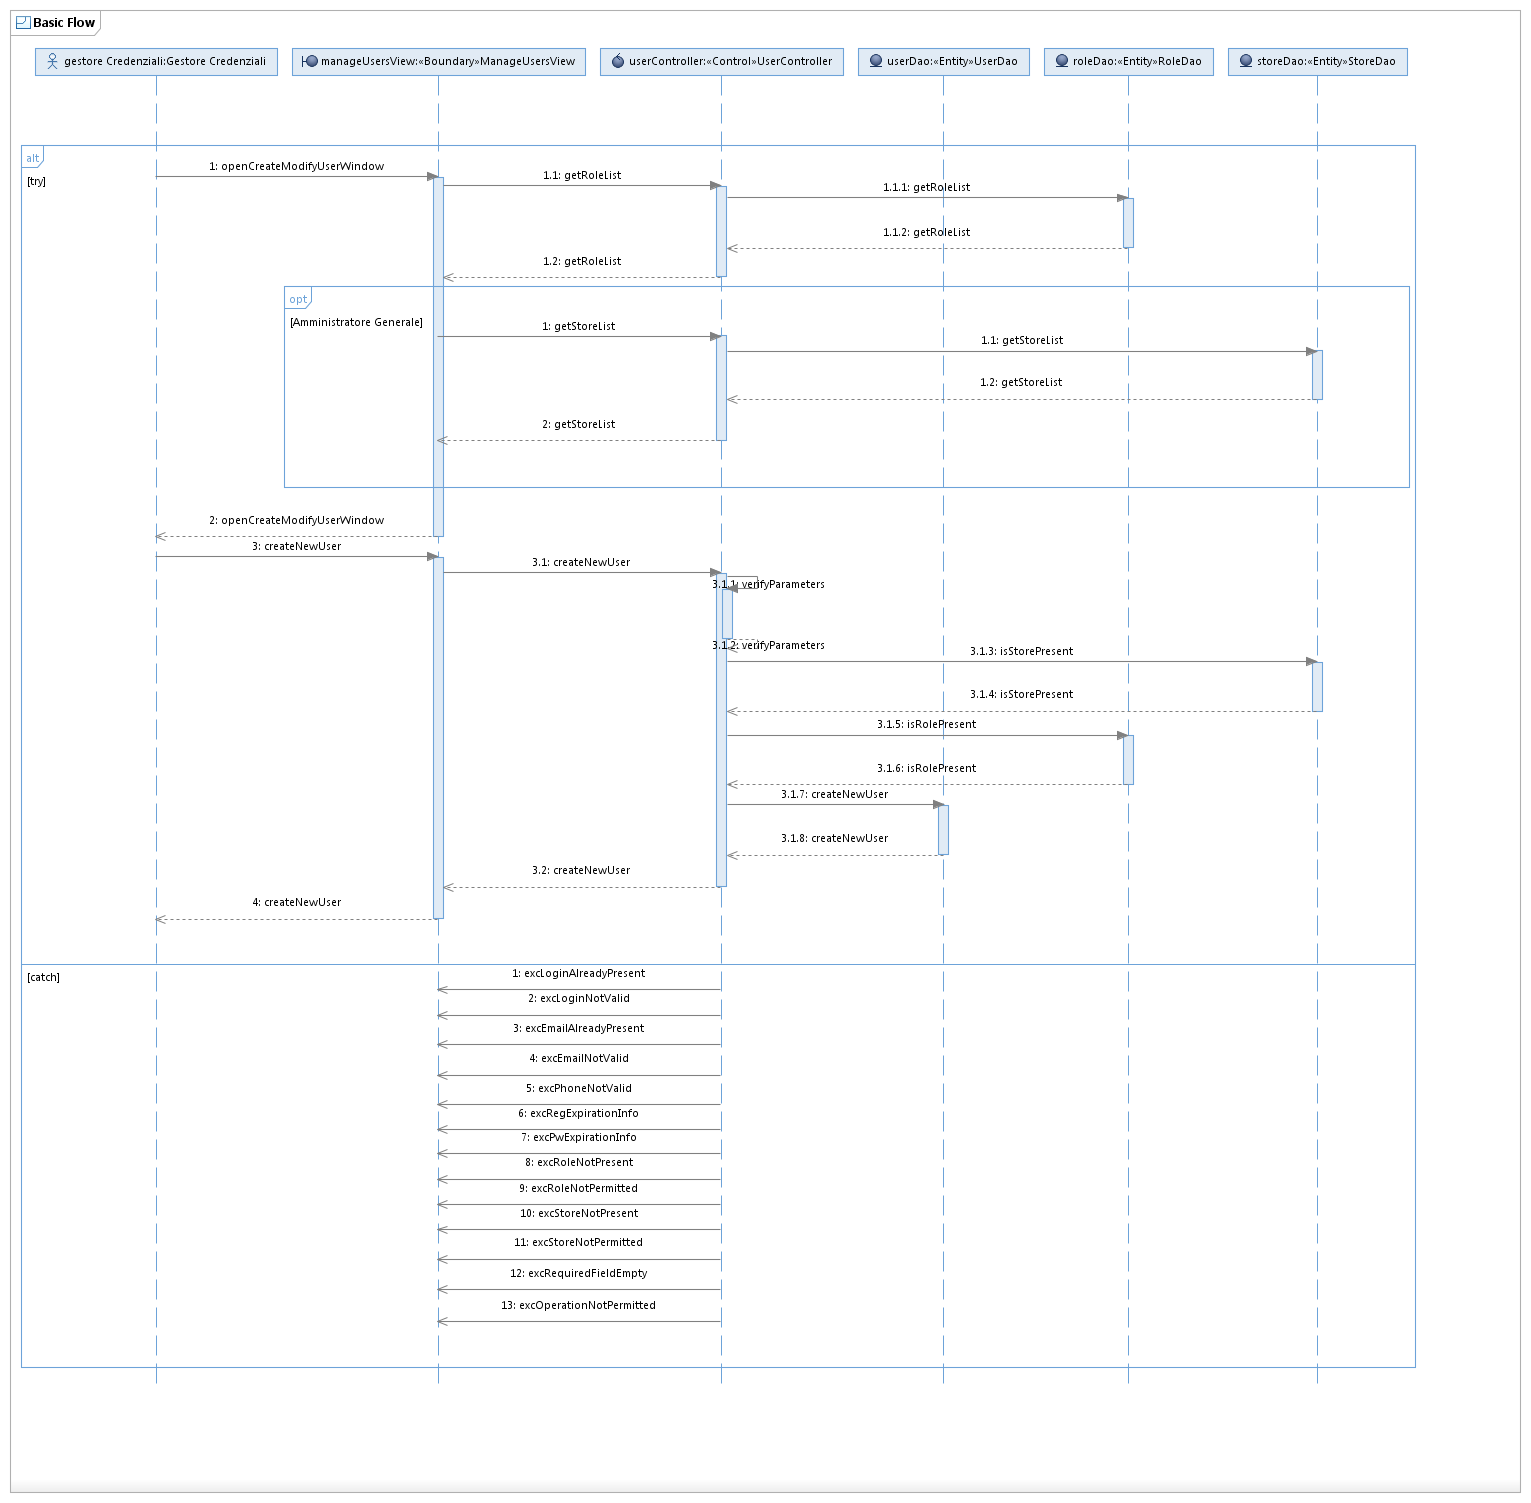 Basic Flow
gestore Credenziali:Gestore Credenziali
manageUsersView:«Boundary»ManageUsersView
userController:«Control»UserController
userDao:«Entity»UserDao
roleDao:«Entity»RoleDao
storeDao:«Entity»StoreDao
alt
[try]
1: openCreateModifyUserWindow
1.1: getRoleList
1.1.1: getRoleList
1.1.2: getRoleList
1.2: getRoleList
opt
[Amministratore Generale]
1: getStoreList
1.1: getStoreList
1.2: getStoreList
2: getStoreList
2: openCreateModifyUserWindow
3: createNewUser
3.1: createNewUser
3.1.1: verifyParameters
3.1.2: verifyParameters
3.1.3: isStorePresent
3.1.4: isStorePresent
3.1.5: isRolePresent
3.1.6: isRolePresent
3.1.7: createNewUser
3.1.8: createNewUser
3.2: createNewUser
4: createNewUser
[catch]
1: excLoginAlreadyPresent
2: excLoginNotValid
3: excEmailAlreadyPresent
4: excEmailNotValid
5: excPhoneNotValid
6: excRegExpirationInfo
7: excPwExpirationInfo
8: excRoleNotPresent
9: excRoleNotPermitted
10: excStoreNotPresent
11: excStoreNotPermitted
12: excRequiredFieldEmpty
13: excOperationNotPermitted